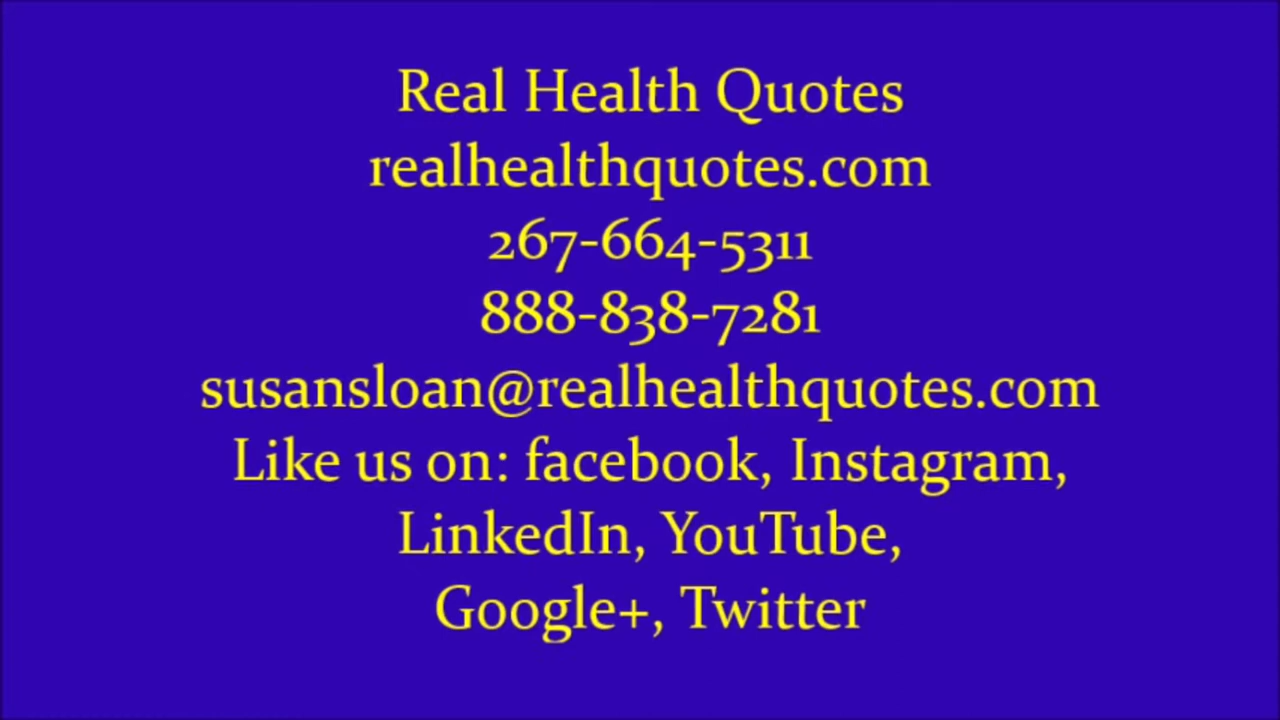 Real Health Quotes
realhealthquotes.com
267-664-5311
888-838-7281
susansloan@realhealthquotes.com
Like us on: facebook, Instagram,
LinkedIn, YouTube,
Google+, Twitter